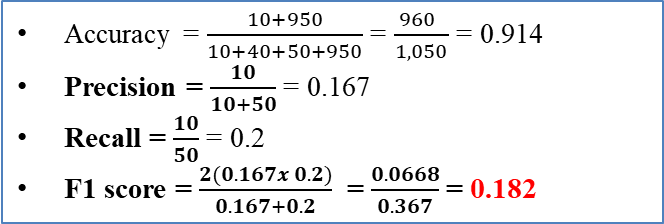 • Accuracy = 10+950 / 10+40+50+950 = 960 / 1,050 = 0.914
• Precision = 10 / 10+50 = 0.167
• Recall = 10 / 50 = 0.2
• F1 score = 2(0.167x 0.2) / 0.167+0.2 = 0.0668 / 0.367 = 0.182